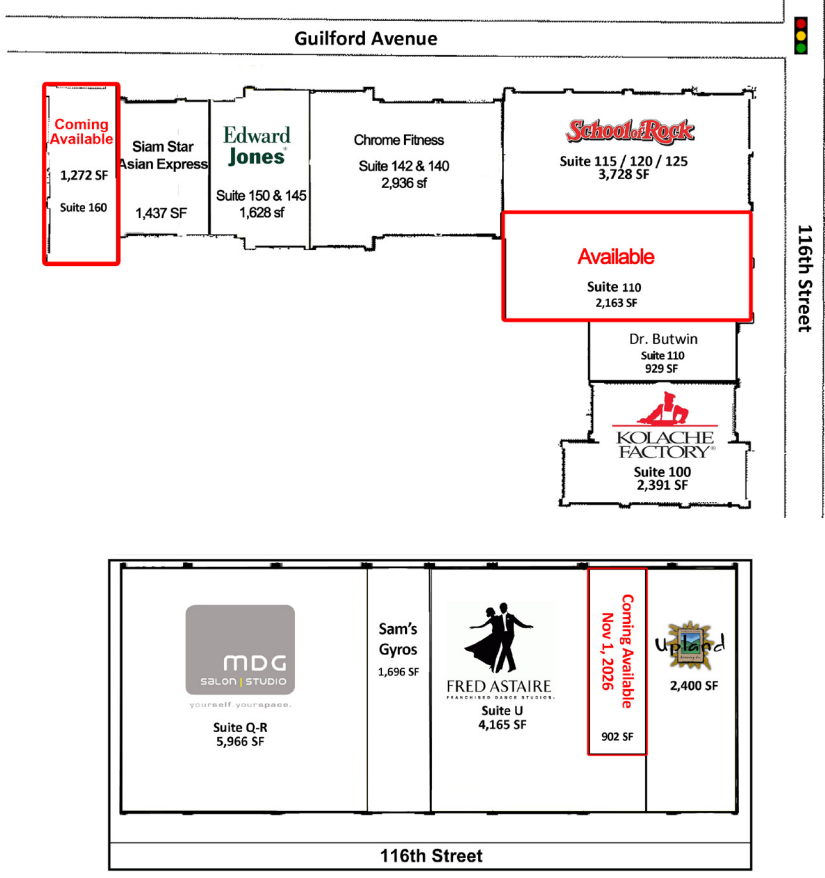 Guilford Avenue
Coming
Available
1,272 SF
Suite 160
Siam Star
Asian Express
1,437 SF
Edward
Jones
Suite 150 & 145
1,628 sf
Chrome Fitness
Suite 142 & 140
2,936 sf
School of Rock
Suite 115 / 120 / 125
3,728 SF
Available
Suite 110
2,163 SF
116th Street
Dr. Butwin
Suite 110
929 SF
KOLACHE
FACTORY®
Suite 100
2,391 SF
MDG
SALON | STUDIO
yourself yourspace.
Suite Q-R
5,966 SF
Sam's
Gyros
1,696 SF
FRED ASTAIRE
FRANCHISED DANCE STUDIOS.
Suite U
4,165 SF
Coming Available
Nov 1, 2026
902 SF
Upland
2,400 SF
116th Street